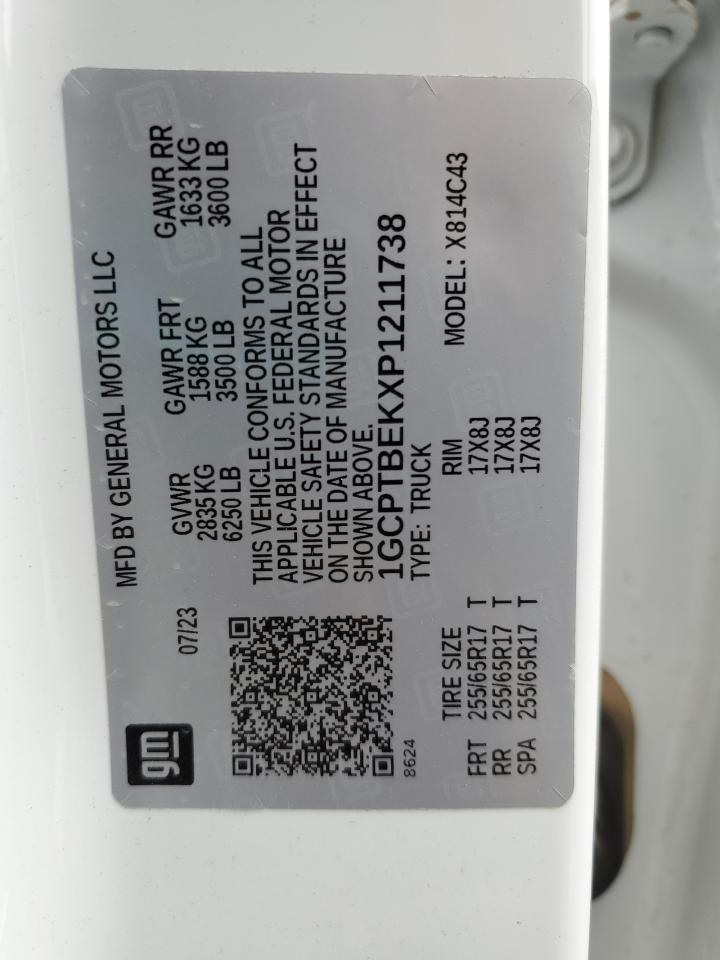 gm
MFD BY GENERAL MOTORS LLC
07/23
GVWR GAWR FRT GAWR RR
2835 KG 1588 KG 1633 KG
6250 LB 3500 LB 3600 LB
THIS VEHICLE CONFORMS TO ALL
APPLICABLE U.S. FEDERAL MOTOR
VEHICLE SAFETY STANDARDS IN EFFECT
ON THE DATE OF MANUFACTURE
SHOWN ABOVE.
1GCPTBEKXP1211738
8624
TYPE: TRUCK MODEL: X814C43
TIRE SIZE RIM
FRT 255/65R17 T 17X8J
RR 255/65R17 T 17X8J
SPA 255/65R17 T 17X8J